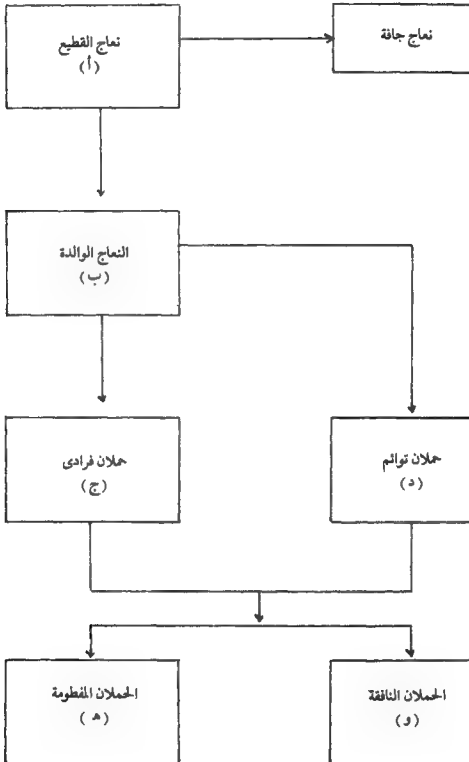 نعاج جافة
نعاج القطيع
(أ)
النعاج الوالدة
(ب)
حملان توائم
(د)
حملان فرادى
(ج)
الحملان النافقة
(و)
الحملان المفطومة
(هـ)